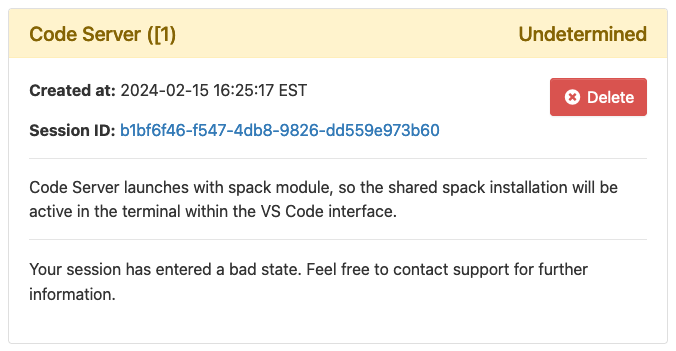 Code Server ([1)
Undetermined
Created at: 2024-02-15 16:25:17 EST
Delete
Session ID: b1bf6f46-f547-4db8-9826-dd559e973b60
Code Server launches with spack module, so the shared spack installation will be
active in the terminal within the VS Code interface.
Your session has entered a bad state. Feel free to contact support for further
information.